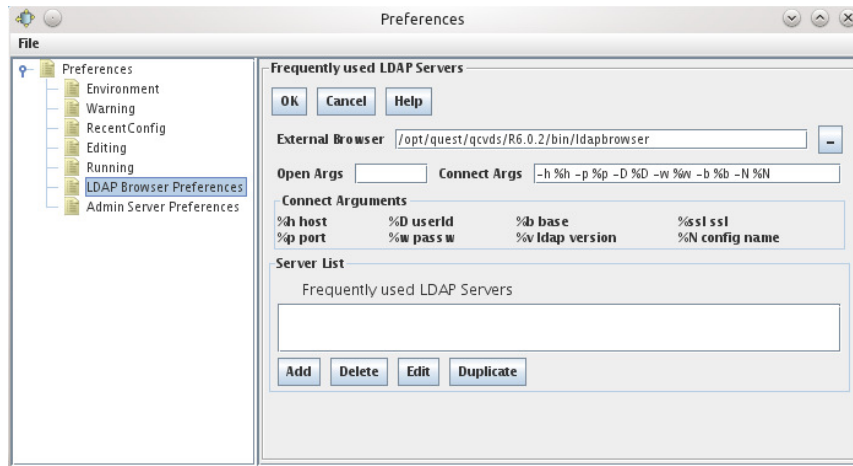 Preferences
File
Preferences
Environment
Warning
RecentConfig
Editing
Running
LDAP Browser Preferences
Admin Server Preferences
Frequently used LDAP Servers
OK Cancel Help
External Browser /opt/quest/qcvds/R6.0.2/bin/ldapbrowser
Open Args Connect Args -h %h -p %p -D %D -w %w -b %b -N %N
Connect Arguments
%h host %D userId %b base %ssl ssl
%p port %w passw %v ldap version %N config name
Server List
Frequently used LDAP Servers
Add Delete Edit Duplicate